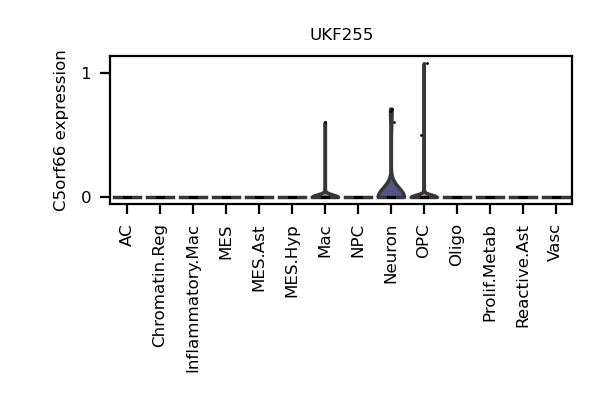 UKF255
C5orf66 expression
1
0
AC
Chromatin.Reg
Inflammatory.Mac
MES
MES.Ast
MES.Hyp
Mac
NPC
Neuron
OPC
Oligo
Prolif.Metab
Reactive.Ast
Vasc